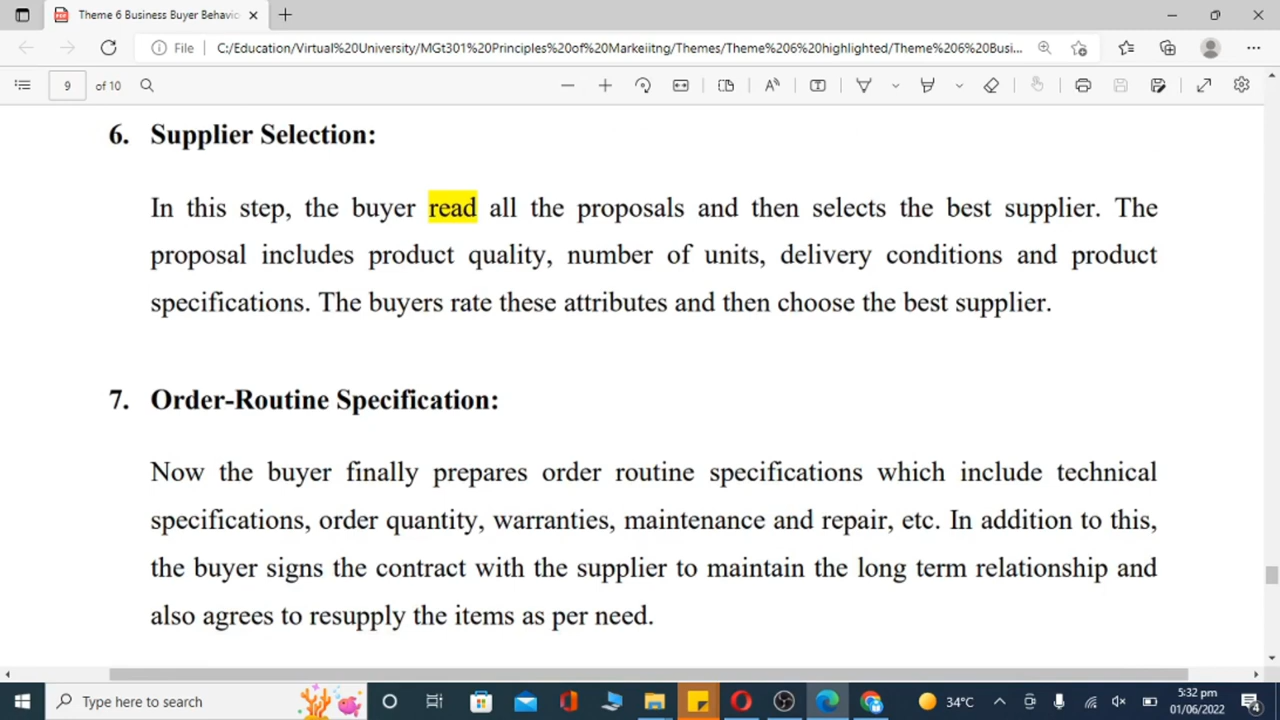 Theme 6 Business Buyer Behavio
File
C:/Education/Virtual%20University/MGt301%20Principles%20of%20Markeiitng/Themes/Theme%206%20highlighted/Theme%206%20Busi...
9 of 10
6. Supplier Selection:
In this step, the buyer read all the proposals and then selects the best supplier. The
proposal includes product quality, number of units, delivery conditions and product
specifications. The buyers rate these attributes and then choose the best supplier.
7. Order-Routine Specification:
Now the buyer finally prepares order routine specifications which include technical
specifications, order quantity, warranties, maintenance and repair, etc. In addition to this,
the buyer signs the contract with the supplier to maintain the long term relationship and
also agrees to resupply the items as per need.
Type here to search
34°C
5:32 pm
01/06/2022
4